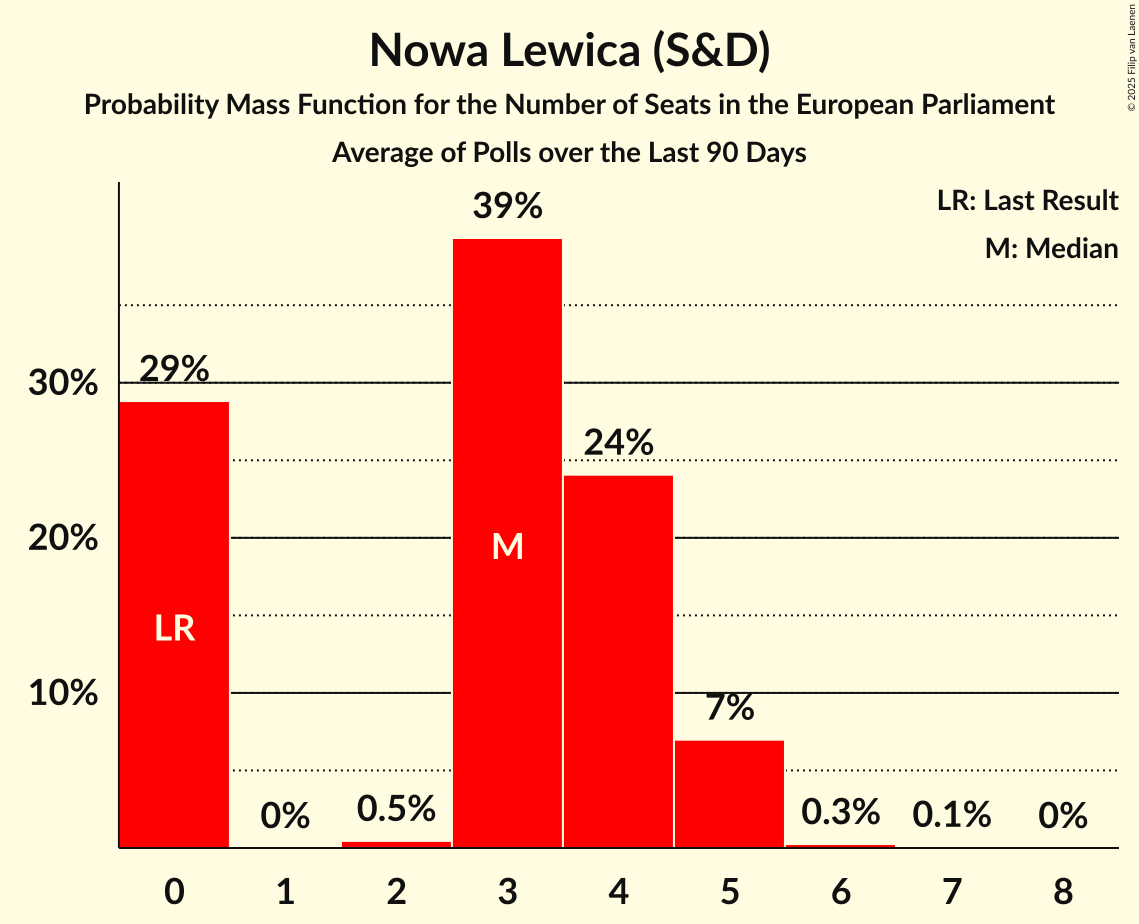 Nowa Lewica (S&D)
Probability Mass Function for the Number of Seats in the European Parliament
Average of Polls over the Last 90 Days
© 2025 Filip van Laenen
LR: Last Result
M: Median
39%
29%
30%
24%
20%
M
LR
10%
7%
0%
0.5%
0.3%
0.1%
0%
0 1 2 3 4 5 6 7 8